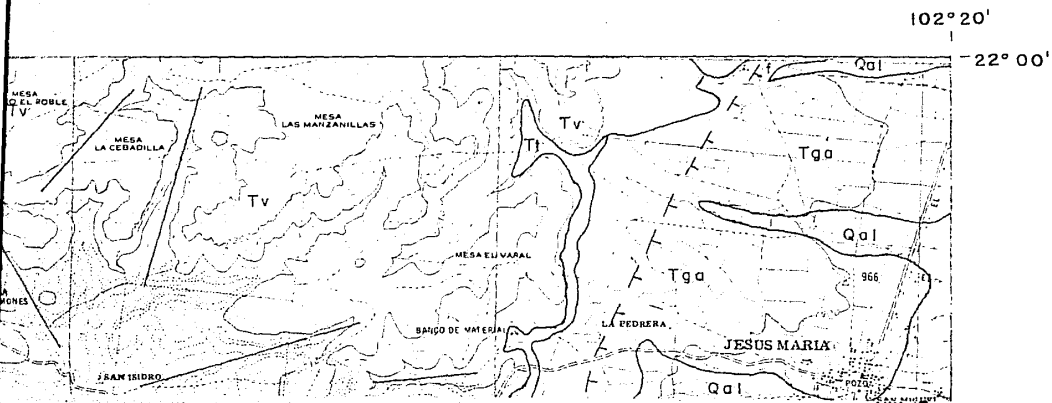 102° 20'
22° 00'
MESA
O EL ROBLE
Tv
MESA
LA CEBADILLA
MESA
LAS MANZANILLAS
Tv
Tv
Tt
f
Qal
Tga
Qal
966
MESA EL VARAL
Tga
MONES
BANCO DE MATERIAL
LA PEDRERA
JESUS MARIA
SAN ISIDRO
Qal
POZO